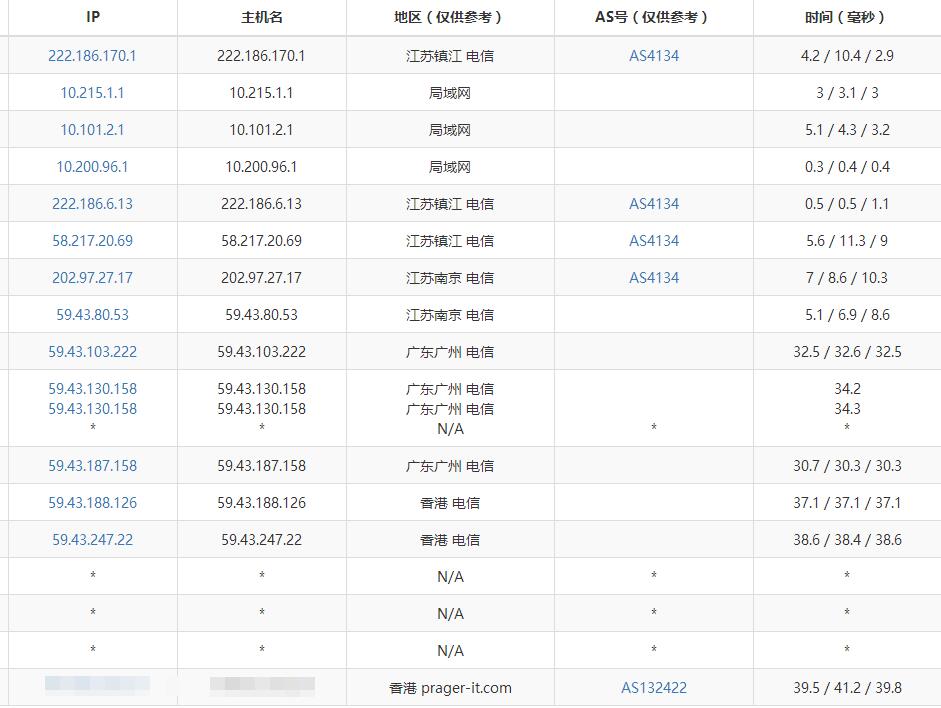 IP 主机名 地区（仅供参考） AS号（仅供参考） 时间（毫秒）
222.186.170.1 222.186.170.1 江苏镇江 电信 AS4134 4.2 / 10.4 / 2.9
10.215.1.1 10.215.1.1 局域网 3 / 3.1 / 3
10.101.2.1 10.101.2.1 局域网 5.1 / 4.3 / 3.2
10.200.96.1 10.200.96.1 局域网 0.3 / 0.4 / 0.4
222.186.6.13 222.186.6.13 江苏镇江 电信 AS4134 0.5 / 0.5 / 1.1
58.217.20.69 58.217.20.69 江苏镇江 电信 AS4134 5.6 / 11.3 / 9
202.97.27.17 202.97.27.17 江苏南京 电信 AS4134 7 / 8.6 / 10.3
59.43.80.53 59.43.80.53 江苏南京 电信 5.1 / 6.9 / 8.6
59.43.103.222 59.43.103.222 广东广州 电信 32.5 / 32.6 / 32.5
59.43.130.158 59.43.130.158 广东广州 电信 34.2
59.43.130.158 59.43.130.158 广东广州 电信 34.3
* * N/A * *
59.43.187.158 59.43.187.158 广东广州 电信 30.7 / 30.3 / 30.3
59.43.188.126 59.43.188.126 香港 电信 37.1 / 37.1 / 37.1
59.43.247.22 59.43.247.22 香港 电信 38.6 / 38.4 / 38.6
* * N/A * *
* * N/A * *
* * N/A * *
香港 prager-it.com AS132422 39.5 / 41.2 / 39.8